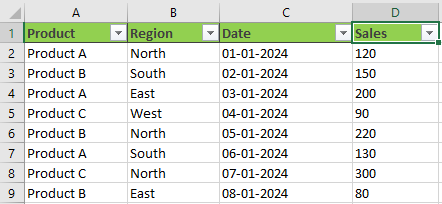 A B C D
1 Product Region Date Sales
2 Product A North 01-01-2024 120
3 Product B South 02-01-2024 150
4 Product A East 03-01-2024 200
5 Product C West 04-01-2024 90
6 Product B North 05-01-2024 220
7 Product A South 06-01-2024 130
8 Product C North 07-01-2024 300
9 Product B East 08-01-2024 80